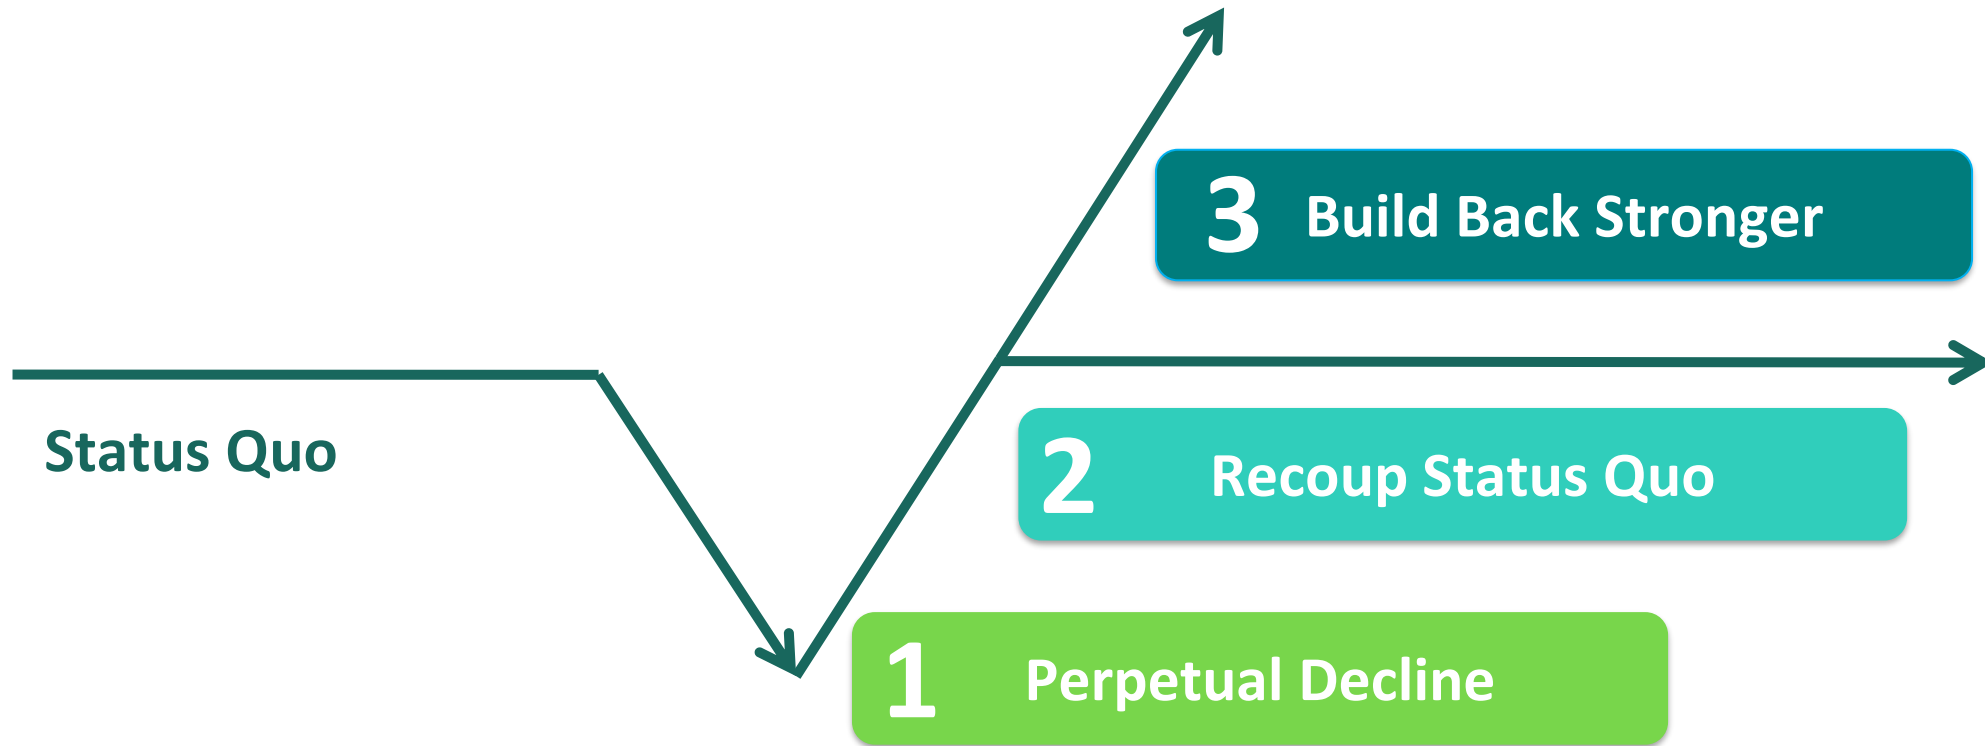 3 Build Back Stronger
Status Quo
2 Recoup Status Quo
1 Perpetual Decline